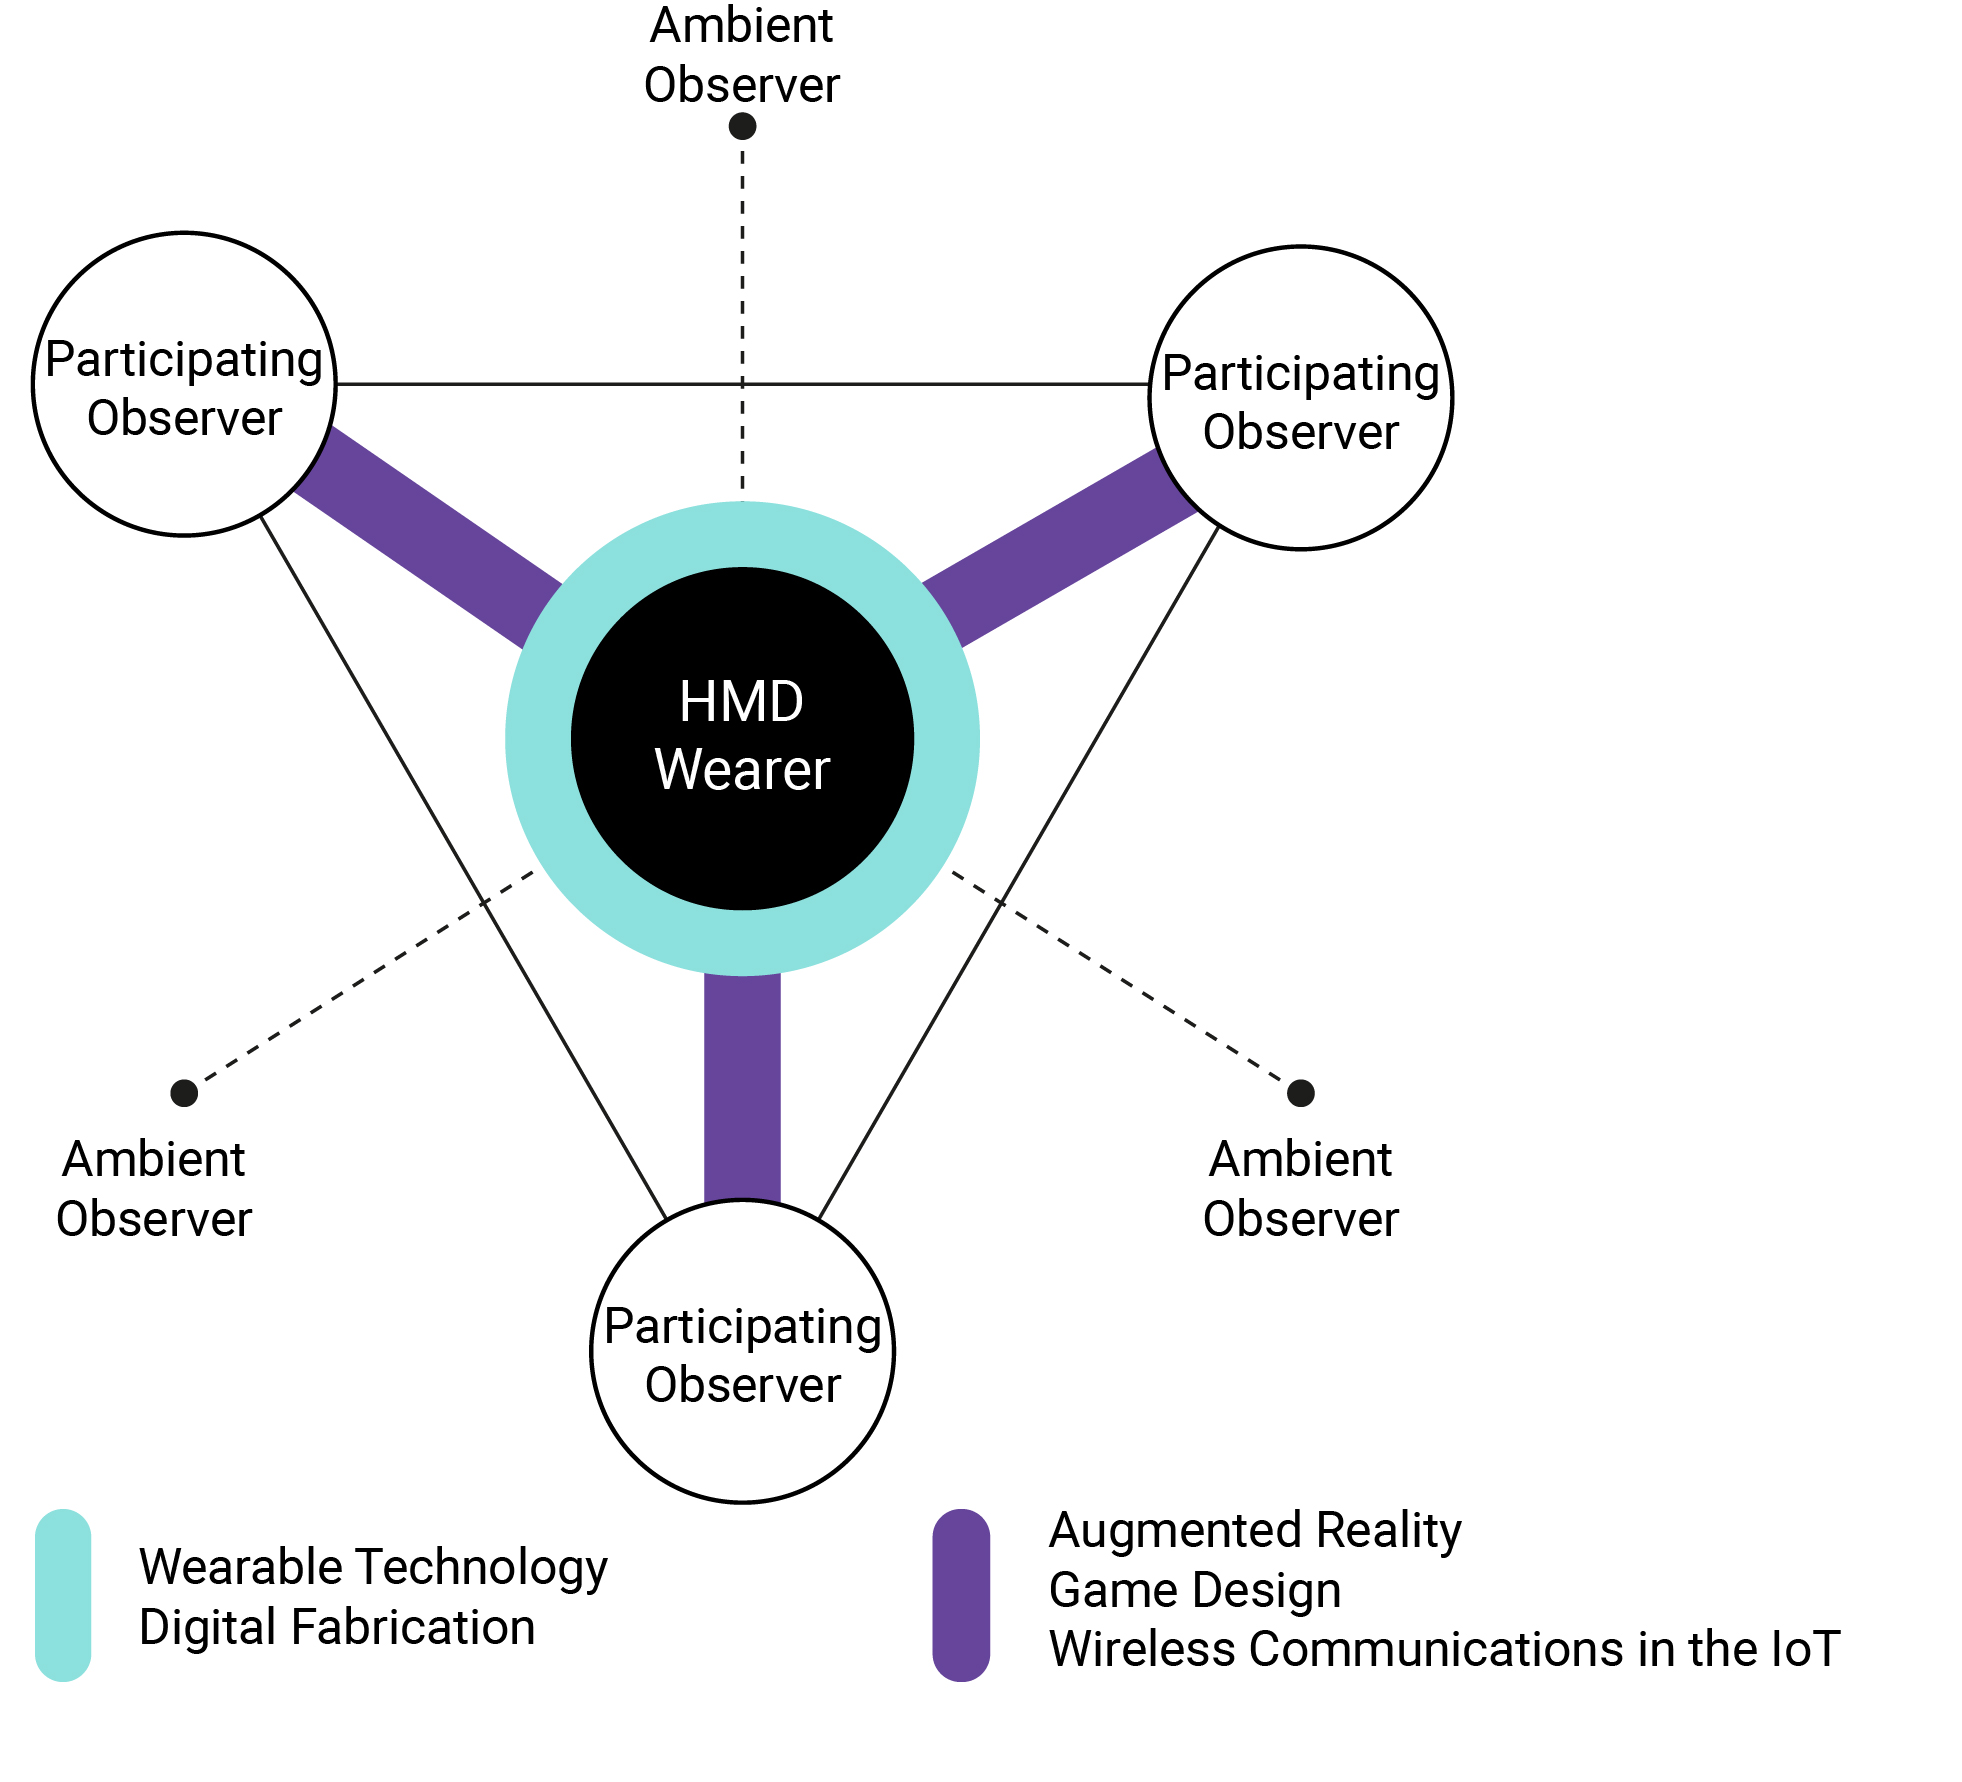 Ambient
Observer
Participating
Observer
Participating
Observer
HMD
Wearer
Ambient
Observer
Ambient
Observer
Participating
Observer
Wearable Technology
Digital Fabrication
Augmented Reality
Game Design
Wireless Communications in the IoT